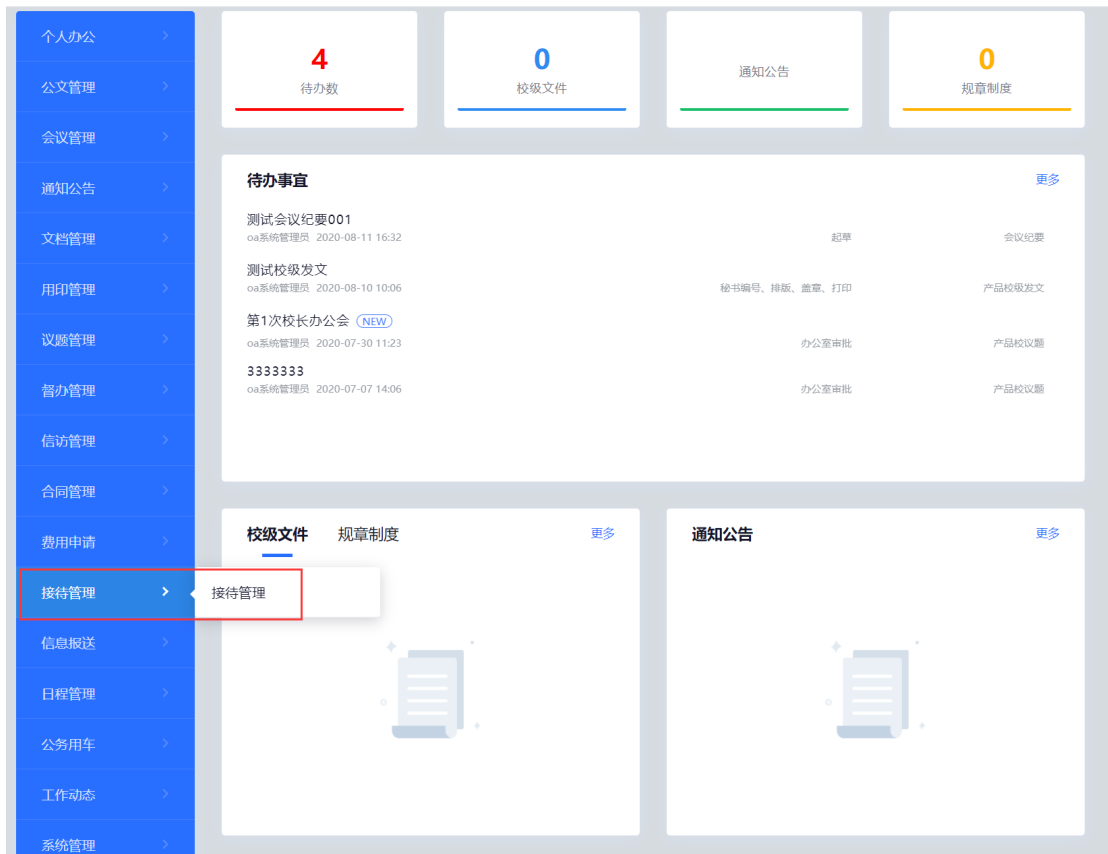 个人办公
公文管理
会议管理
通知公告
文档管理
用印管理
议题管理
督办管理
信访管理
合同管理
费用申请
接待管理
信息报送
日程管理
公务用车
工作动态
系统管理
接待管理
4
待办数
0
校级文件
通知公告
0
规章制度
待办事宜 更多
测试会议纪要001
oa系统管理员 2020-08-11 16:32 起草 会议纪要
测试校级发文
oa系统管理员 2020-08-10 10:06 秘书编号、排版、盖章、打印 产品校级发文
第1次校长办公会 NEW
oa系统管理员 2020-07-30 11:23 办公室审批 产品校议题
3333333
oa系统管理员 2020-07-07 14:06 办公室审批 产品校议题
校级文件 规章制度 更多
通知公告 更多